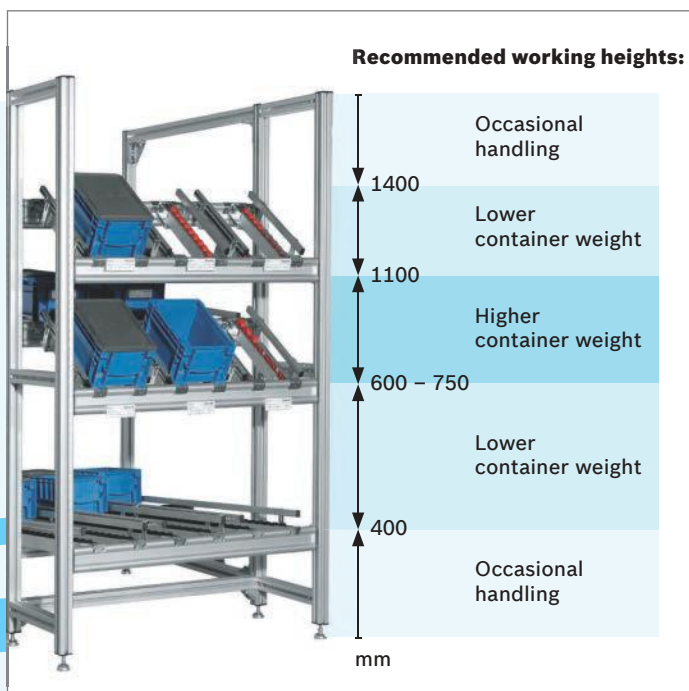 Recommended working heights:
Occasional
handling
1400
Lower
container weight
1100
Higher
container weight
600 – 750
Lower
container weight
400
Occasional
handling
mm